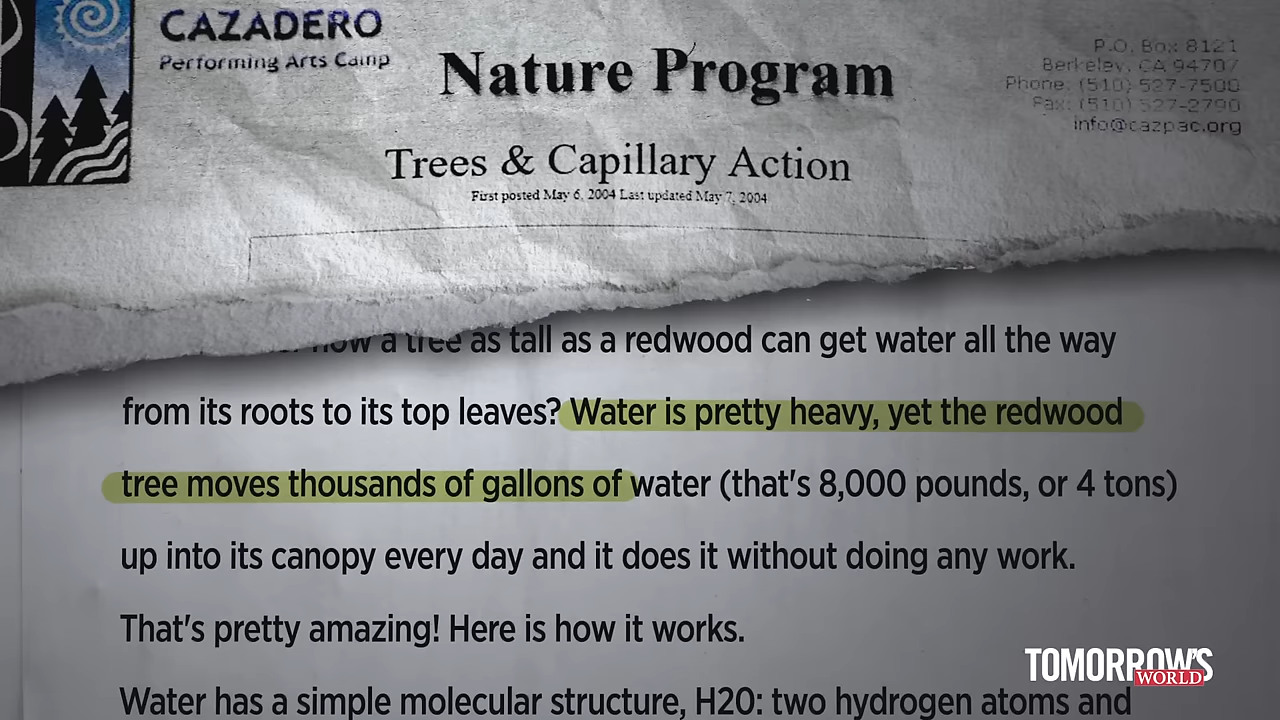 CAZADERO
Performing Arts Camp
Nature Program
P.O. Box 8121
Berkeley, CA 94707
Phone: (510) 527-7500
Fax: (510) 527-2790
info@cazpac.org
Trees & Capillary Action
First posted May 6, 2004 Last updated May 7, 2004
how a tree as tall as a redwood can get water all the way
from its roots to its top leaves? Water is pretty heavy, yet the redwood
tree moves thousands of gallons of water (that's 8,000 pounds, or 4 tons)
up into its canopy every day and it does it without doing any work.
That's pretty amazing! Here is how it works.
Water has a simple molecular structure, H20: two hydrogen atoms and
TOMORROW'S
WORLD